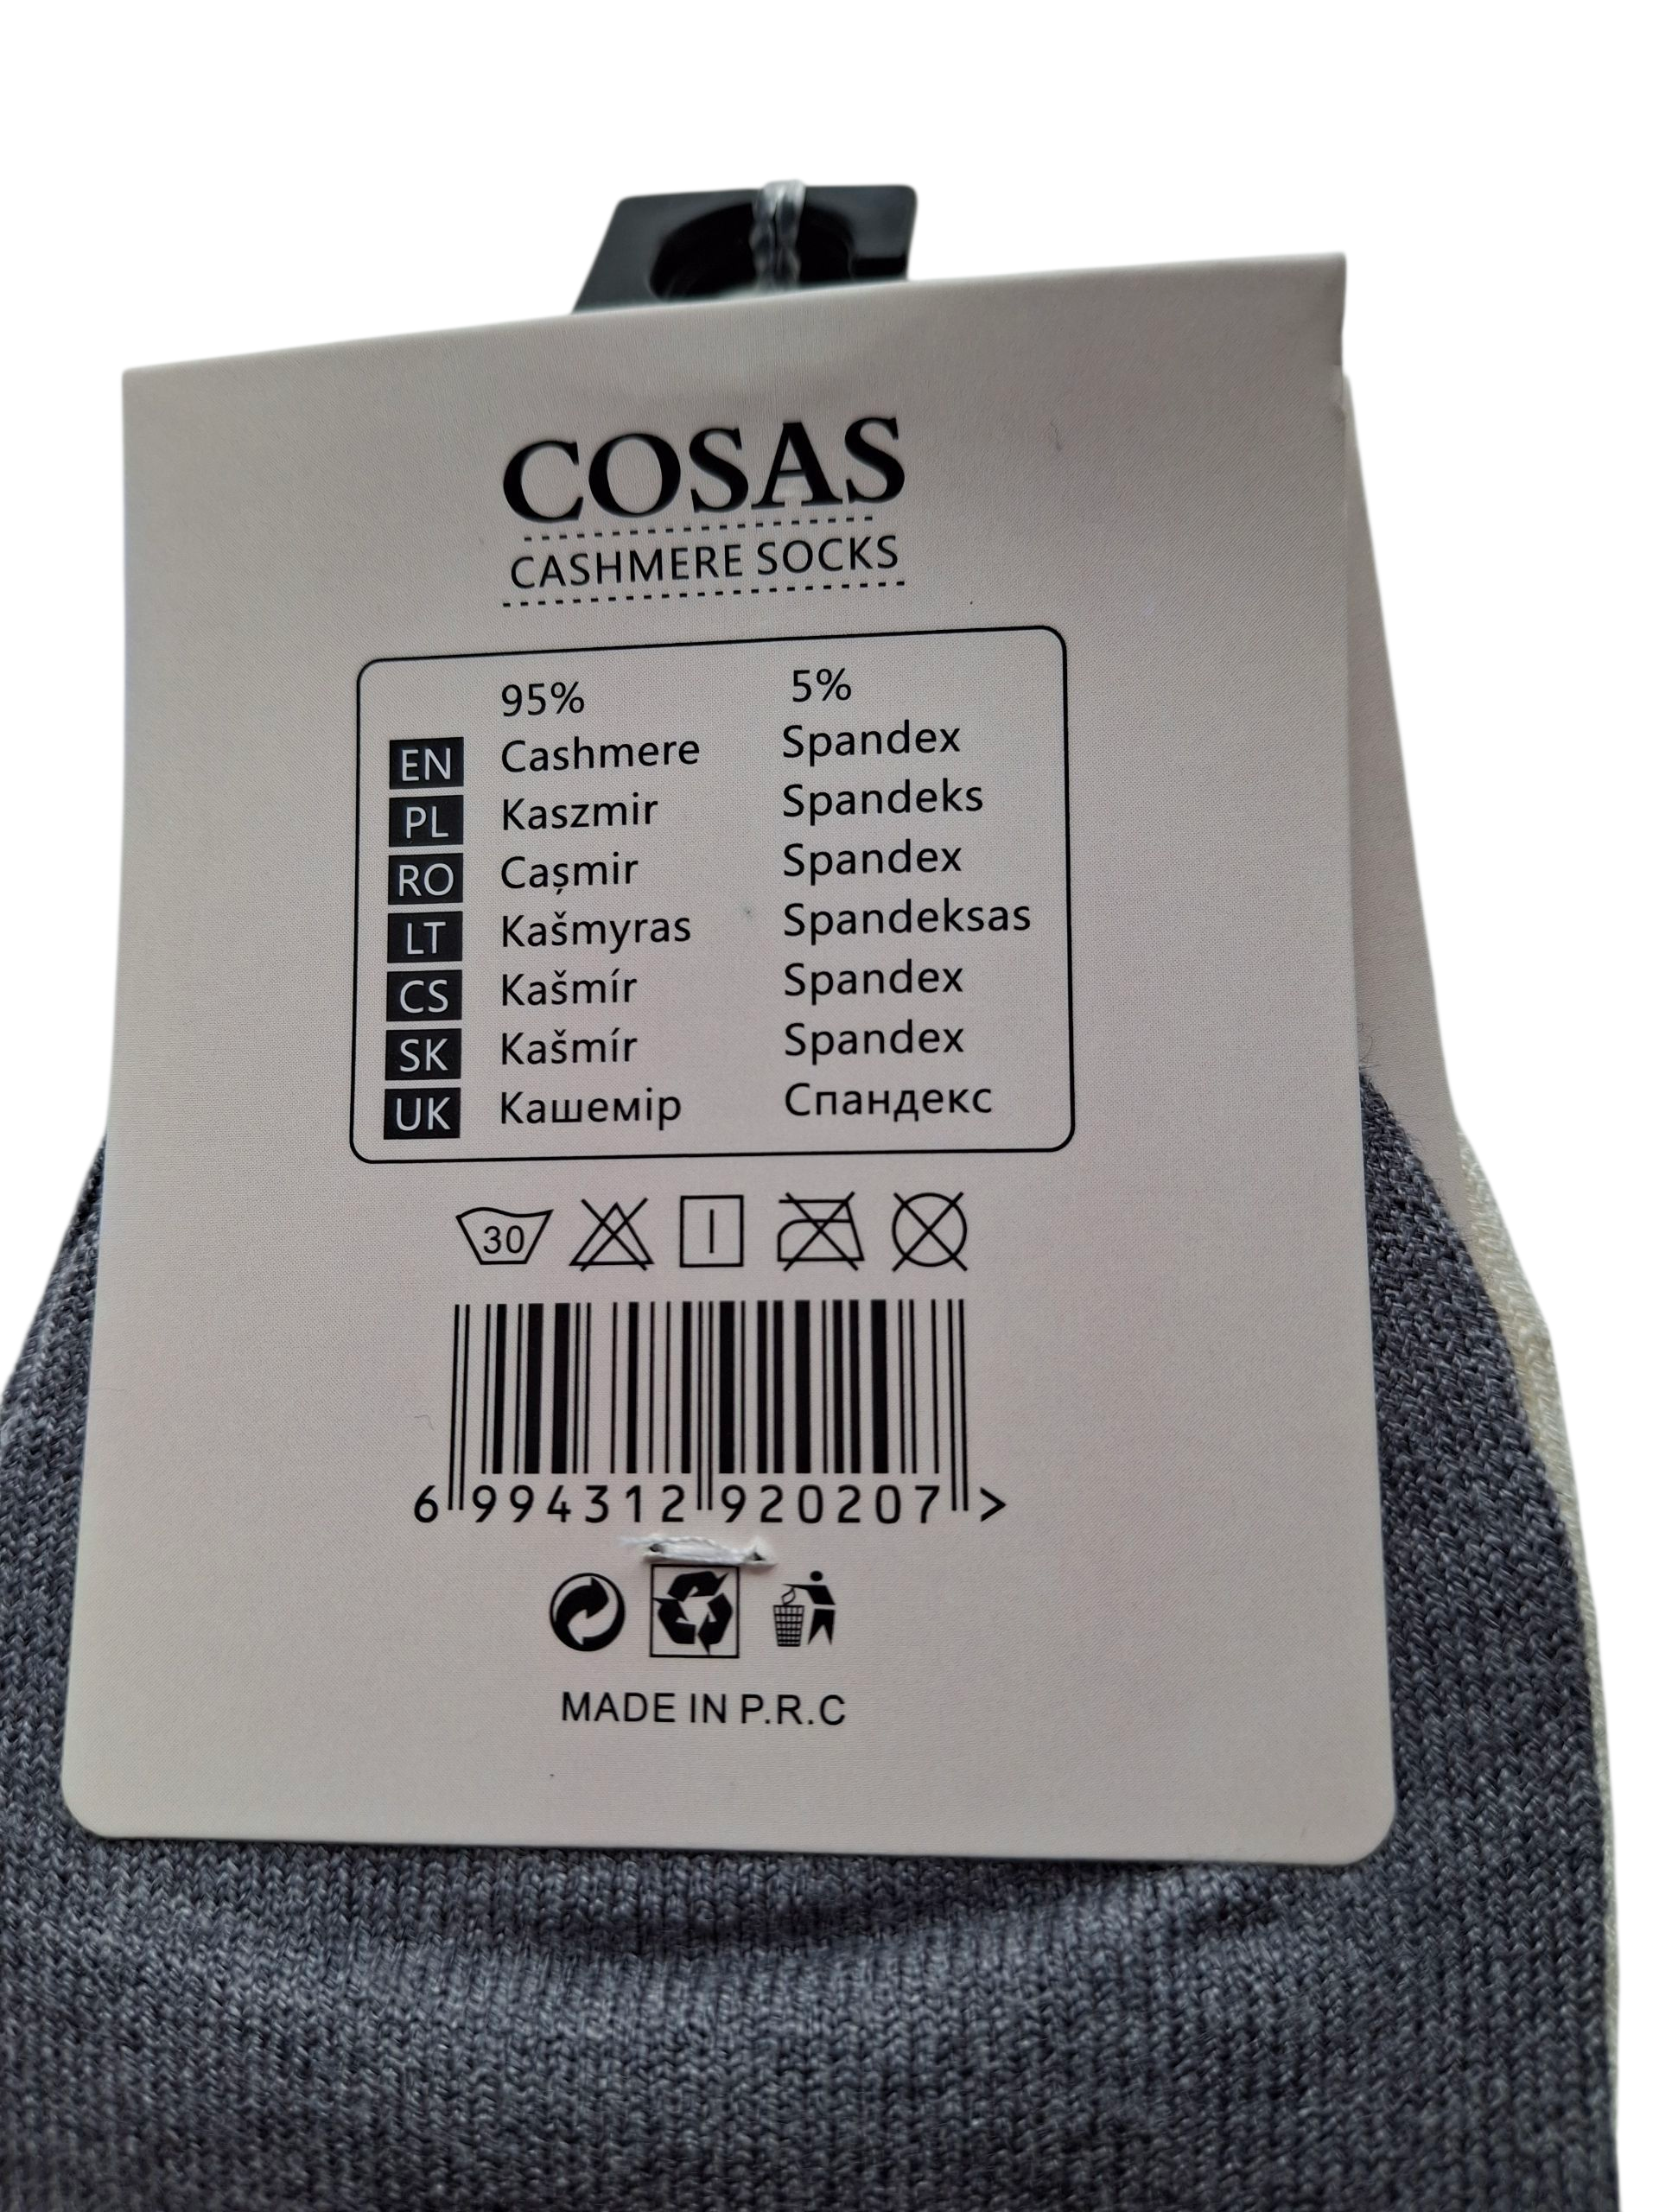 COSAS
CASHMERE SOCKS
95% 5%
EN Cashmere Spandex
PL Kaszmir Spandeks
RO Cașmir Spandex
LT Kašmyras Spandeksas
CS Kašmír Spandex
SK Kašmír Spandex
UK Кашемір Спандекс
30
6 994312 920207 >
MADE IN P.R.C